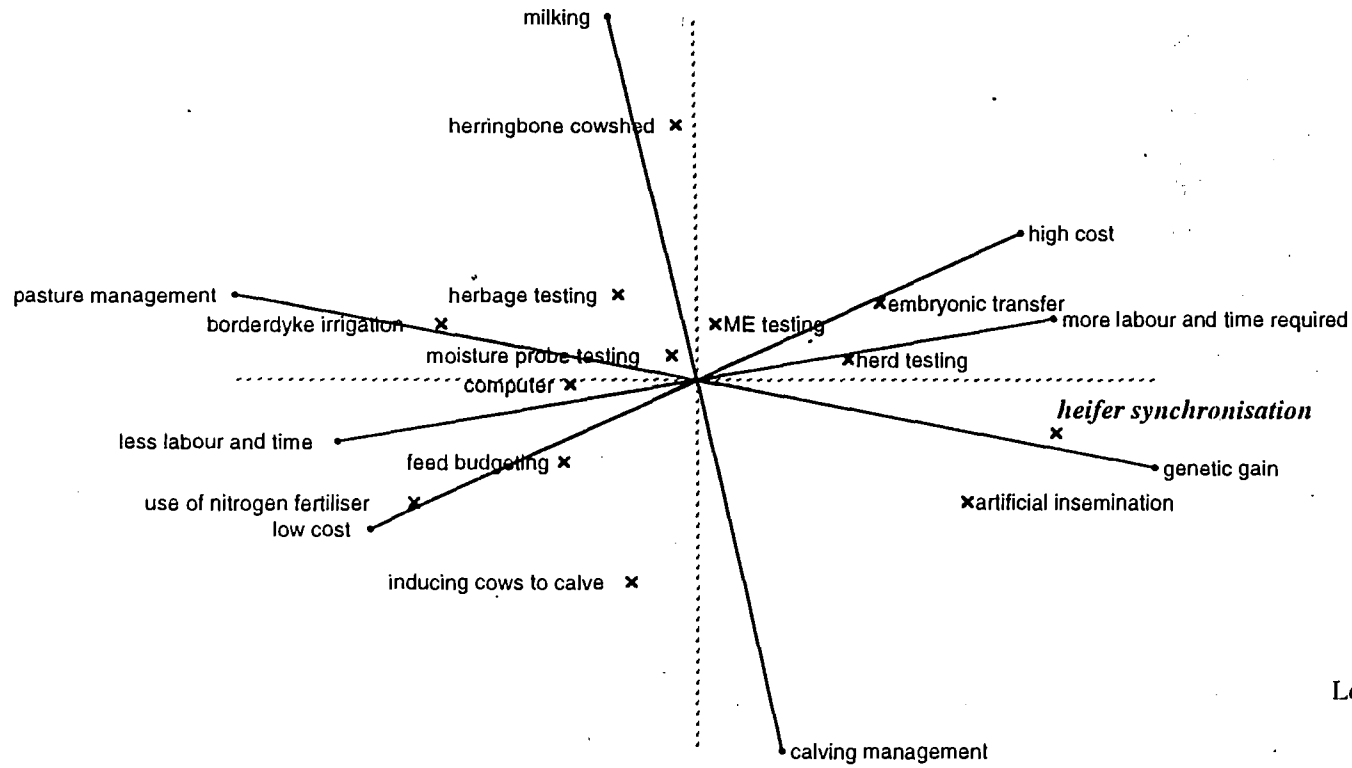 milking
herringbone cowshed
high cost
pasture management
herbage testing
embryonic transfer
borderdyke irrigation
ME testing
more labour and time required
moisture probe testing
herd testing
computer
heifer synchronisation
less labour and time
feed budgeting
genetic gain
use of nitrogen fertiliser
artificial insemination
low cost
inducing cows to calve
calving management